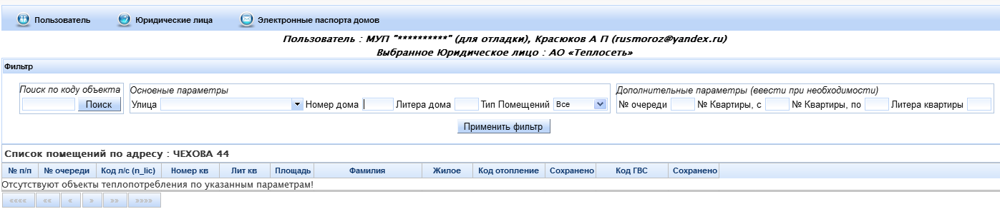 Пользователь Юридические лица Электронные паспорта домов
Пользователь : МУП "**********" (для отладки), Красюков А П (rusmoroz@yandex.ru)
Выбранное Юридическое лицо : АО «Теплосеть»
Фильтр
Поиск по коду объекта Основные параметры Дополнительные параметры (ввести при необходимости)
Поиск Улица Номер дома Литера дома Тип Помещений Все № очереди № Квартиры, с № Квартиры, по Литера квартиры
Применить фильтр
Список помещений по адресу : ЧЕХОВА 44
№ п/п № очереди Код л/с (n_lic) Номер кв Лит кв Площадь Фамилия Жилое Код отопление Сохранено Код ГВС Сохранено
Отсутствуют объекты теплопотребления по указанным параметрам!
«««« «« « » »» »»»»